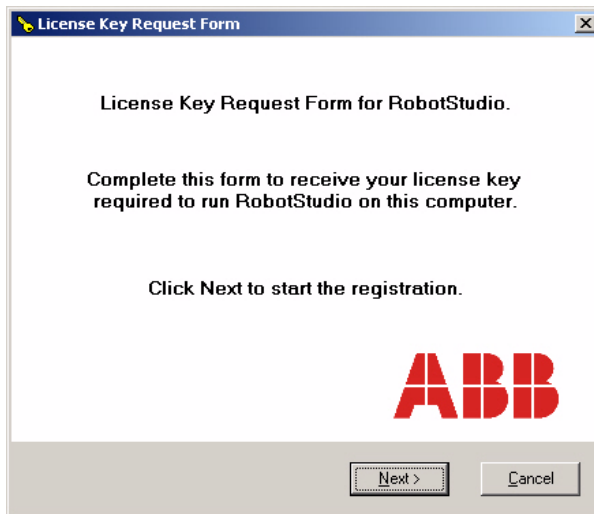 License Key Request Form
License Key Request Form for RobotStudio.
Complete this form to receive your license key
required to run RobotStudio on this computer.
Click Next to start the registration.
ABB
Next >
Cancel